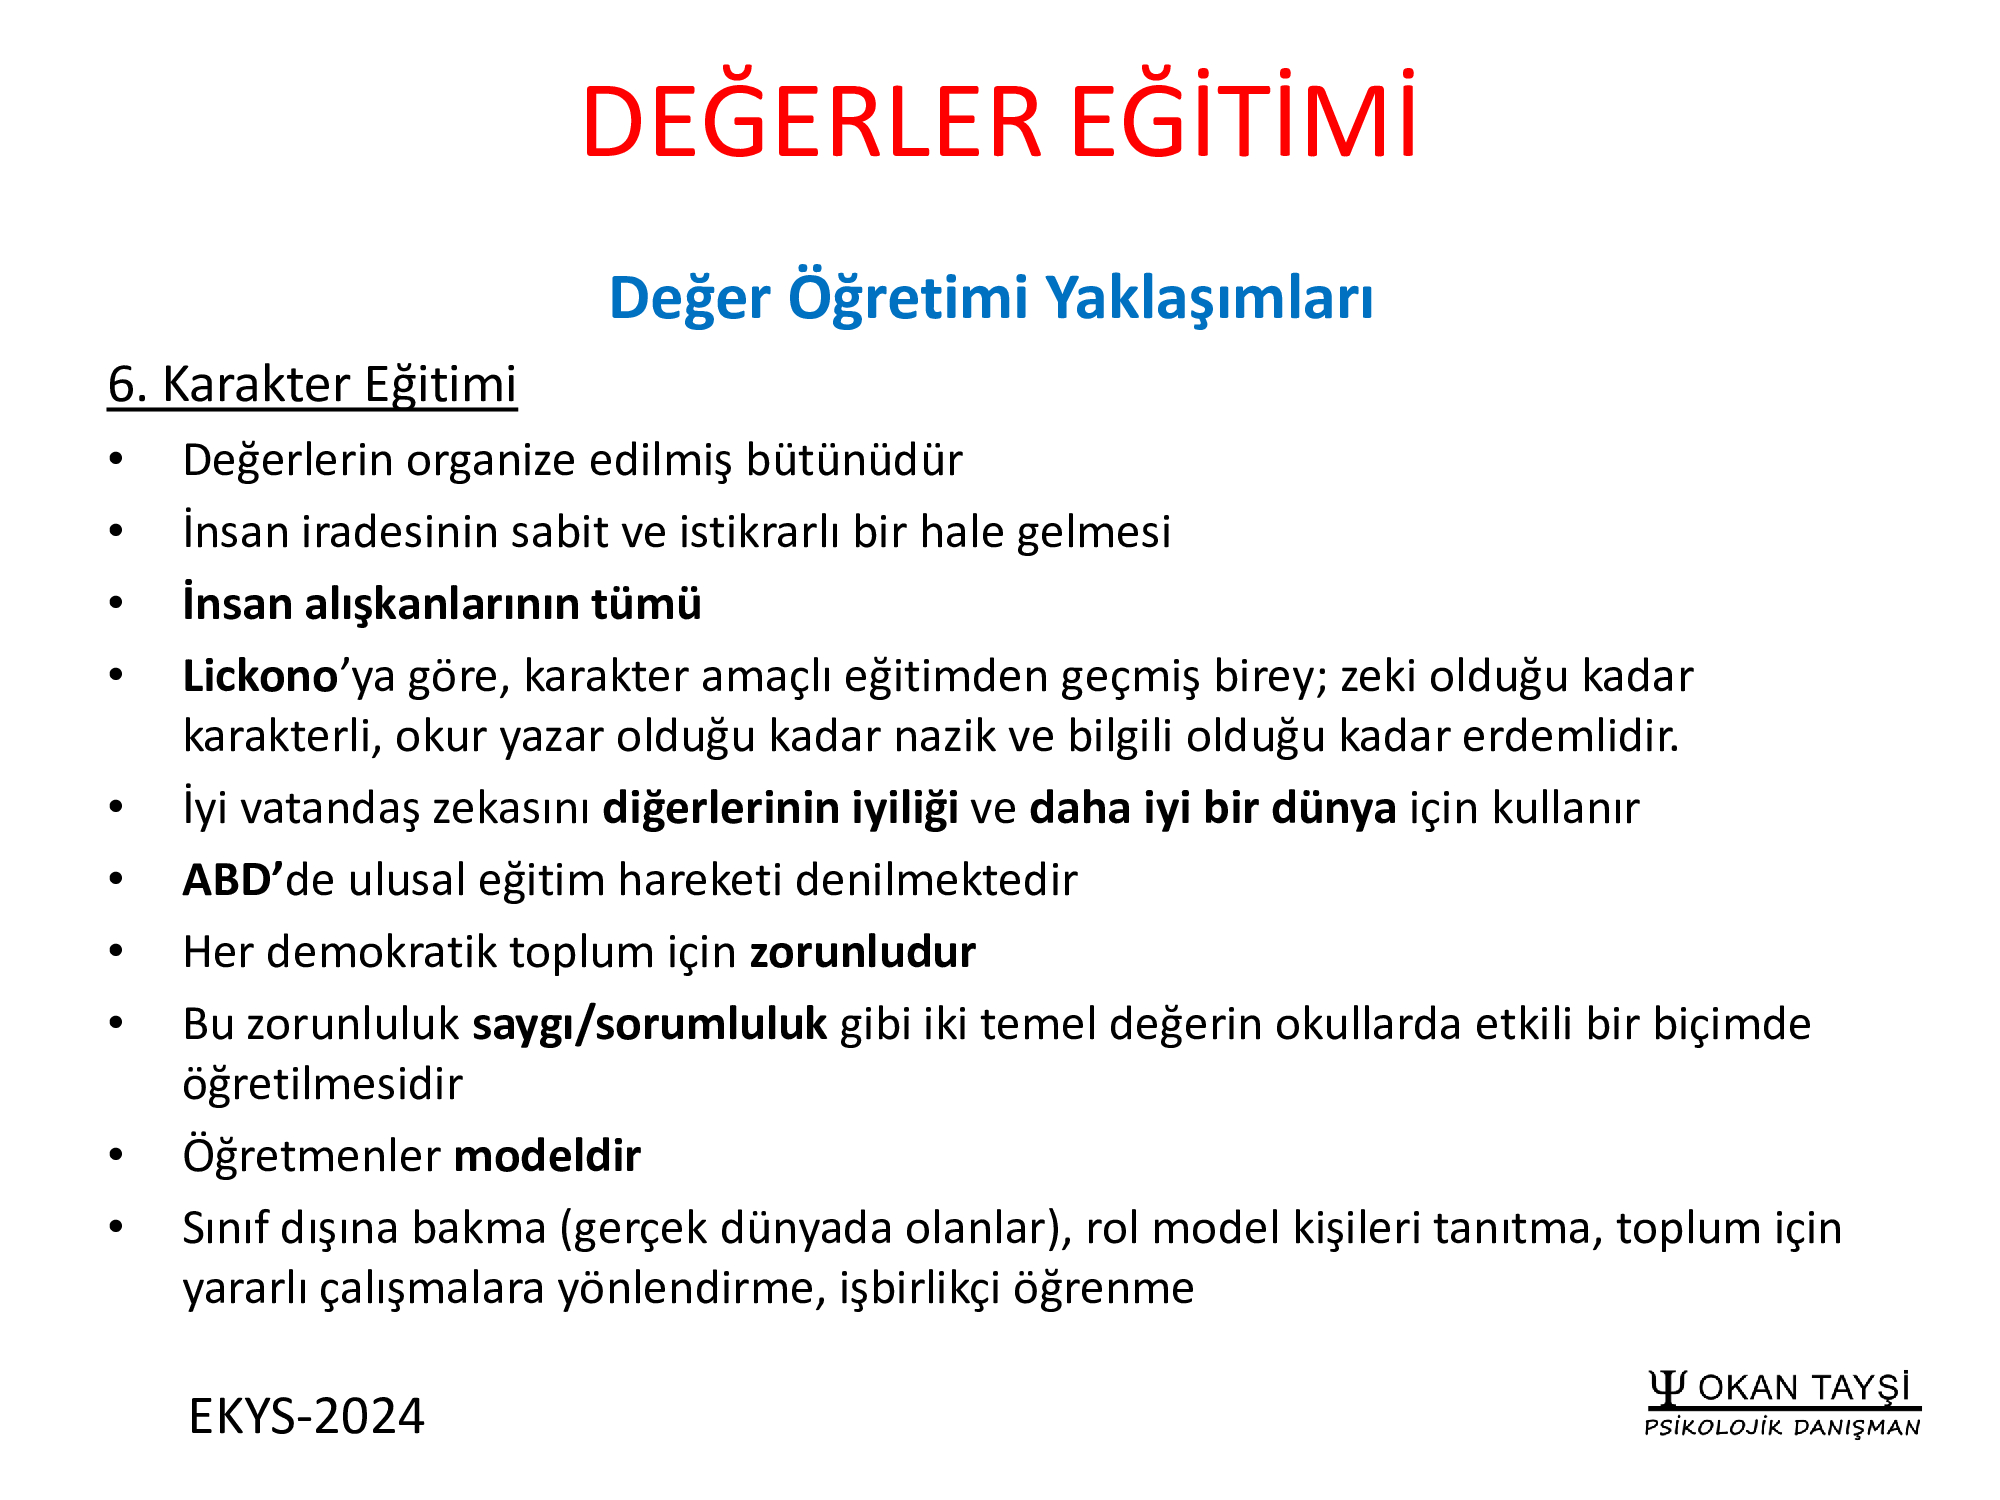 DEĞERLER EĞİTİMİ
Değer Öğretimi Yaklaşımları
6. Karakter Eğitimi
• Değerlerin organize edilmiş bütünüdür
• İnsan iradesinin sabit ve istikrarlı bir hale gelmesi
• İnsan alışkanlarının tümü
• Lickono’ya göre, karakter amaçlı eğitimden geçmiş birey; zeki olduğu kadar
karakterli, okur yazar olduğu kadar nazik ve bilgili olduğu kadar erdemlidir.
• İyi vatandaş zekasını diğerlerinin iyiliği ve daha iyi bir dünya için kullanır
• ABD’de ulusal eğitim hareketi denilmektedir
• Her demokratik toplum için zorunludur
• Bu zorunluluk saygı/sorumluluk gibi iki temel değerin okullarda etkili bir biçimde
öğretilmesidir
• Öğretmenler modeldir
• Sınıf dışına bakma (gerçek dünyada olanlar), rol model kişileri tanıtma, toplum için
yararlı çalışmalara yönlendirme, işbirlikçi öğrenme
EKYS-2024
Ψ OKAN TAYŞİ
PSİKOLOJİK DANIŞMAN